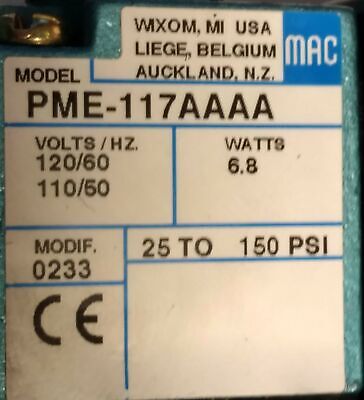 WIXOM, MI USA
LIEGE, BELGIUM
AUCKLAND, N.Z.
MAC
MODEL
PME-117AAAA
VOLTS/HZ.
120/60
110/50
WATTS
6.8
MODIF.
0233
25 TO 150 PSI
CE